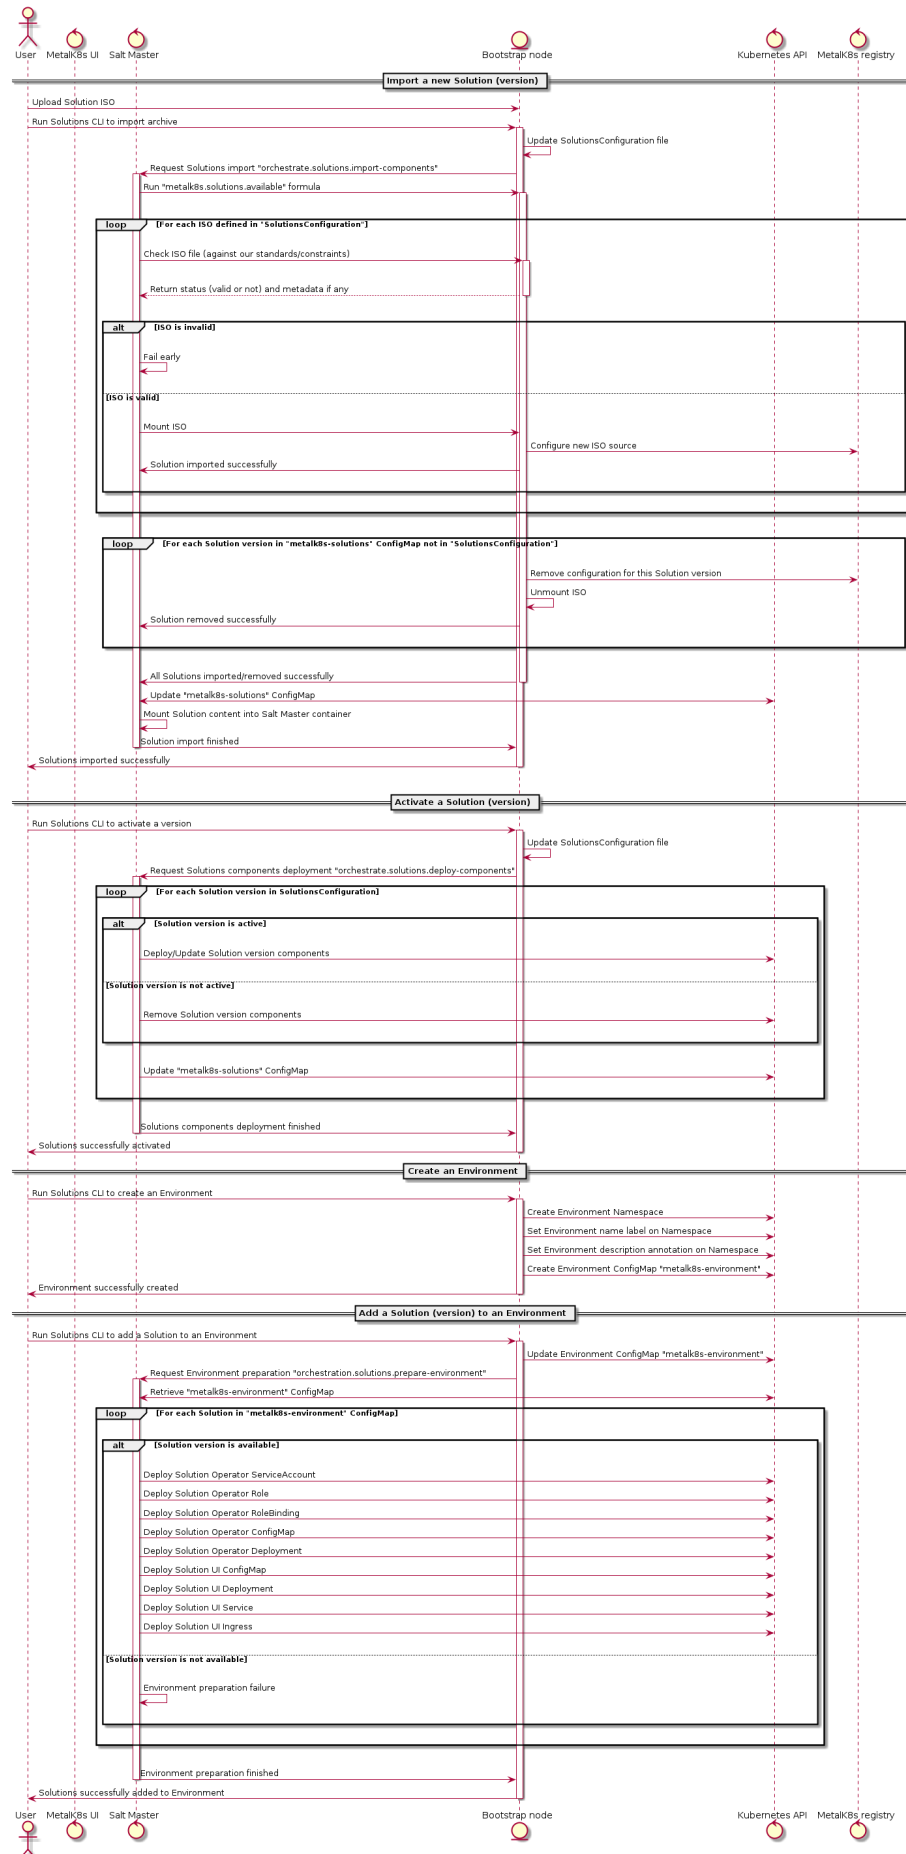 User
MetalK8s UI
Salt Master
Bootstrap node
Kubernetes API
MetalK8s registry
Import a new Solution (version)
Upload Solution ISO
Run Solutions CLI to import archive
Update SolutionsConfiguration file
Request Solutions import "orchestrate.solutions.import-components"
Run "metalk8s.solutions.available" formula
loop
[For each ISO defined in "SolutionsConfiguration"]
Check ISO file (against our standards/constraints)
Return status (valid or not) and metadata if any
alt
[ISO is invalid]
Fail early
[ISO is valid]
Mount ISO
Configure new ISO source
Solution imported successfully
loop
[For each Solution version in "metalk8s-solutions" ConfigMap not in "SolutionsConfiguration"]
Remove configuration for this Solution version
Unmount ISO
Solution removed successfully
All Solutions imported/removed successfully
Update "metalk8s-solutions" ConfigMap
Mount Solution content into Salt Master container
Solution import finished
Solutions imported successfully
Activate a Solution (version)
Run Solutions CLI to activate a version
Update SolutionsConfiguration file
Request Solutions components deployment "orchestrate.solutions.deploy-components"
loop
[For each Solution version in SolutionsConfiguration]
alt
[Solution version is active]
Deploy/Update Solution version components
[Solution version is not active]
Remove Solution version components
Update "metalk8s-solutions" ConfigMap
Solutions components deployment finished
Solutions successfully activated
Create an Environment
Run Solutions CLI to create an Environment
Create Environment Namespace
Set Environment name label on Namespace
Set Environment description annotation on Namespace
Create Environment ConfigMap "metalk8s-environment"
Environment successfully created
Add a Solution (version) to an Environment
Run Solutions CLI to add a Solution to an Environment
Update Environment ConfigMap "metalk8s-environment"
Request Environment preparation "orchestration.solutions.prepare-environment"
Retrieve "metalk8s-environment" ConfigMap
loop
[For each Solution in "metalk8s-environment" ConfigMap]
alt
[Solution version is available]
Deploy Solution Operator ServiceAccount
Deploy Solution Operator Role
Deploy Solution Operator RoleBinding
Deploy Solution Operator ConfigMap
Deploy Solution Operator Deployment
Deploy Solution UI ConfigMap
Deploy Solution UI Deployment
Deploy Solution UI Service
Deploy Solution UI Ingress
[Solution version is not available]
Environment preparation failure
Environment preparation finished
Solutions successfully added to Environment
User
MetalK8s UI
Salt Master
Bootstrap node
Kubernetes API
MetalK8s registry